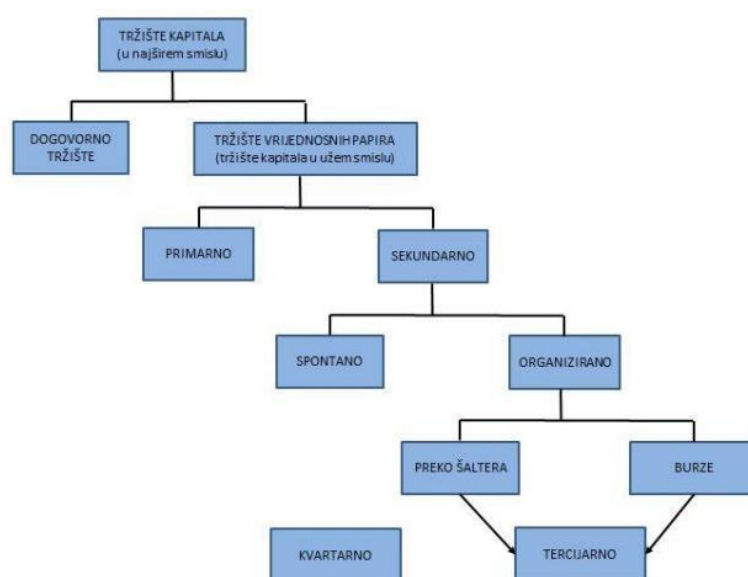 TRŽIŠTE KAPITALA
(u najširem smislu)
DOGOVORNO
TRŽIŠTE
TRŽIŠTE VRIJEDNOSNIH PAPIRA
(tržište kapitala u užem smislu)
PRIMARNO
SEKUNDARNO
SPONTANO
ORGANIZIRANO
PREKO ŠALTERA
BURZE
KVARTARNO
TERCIJARNO